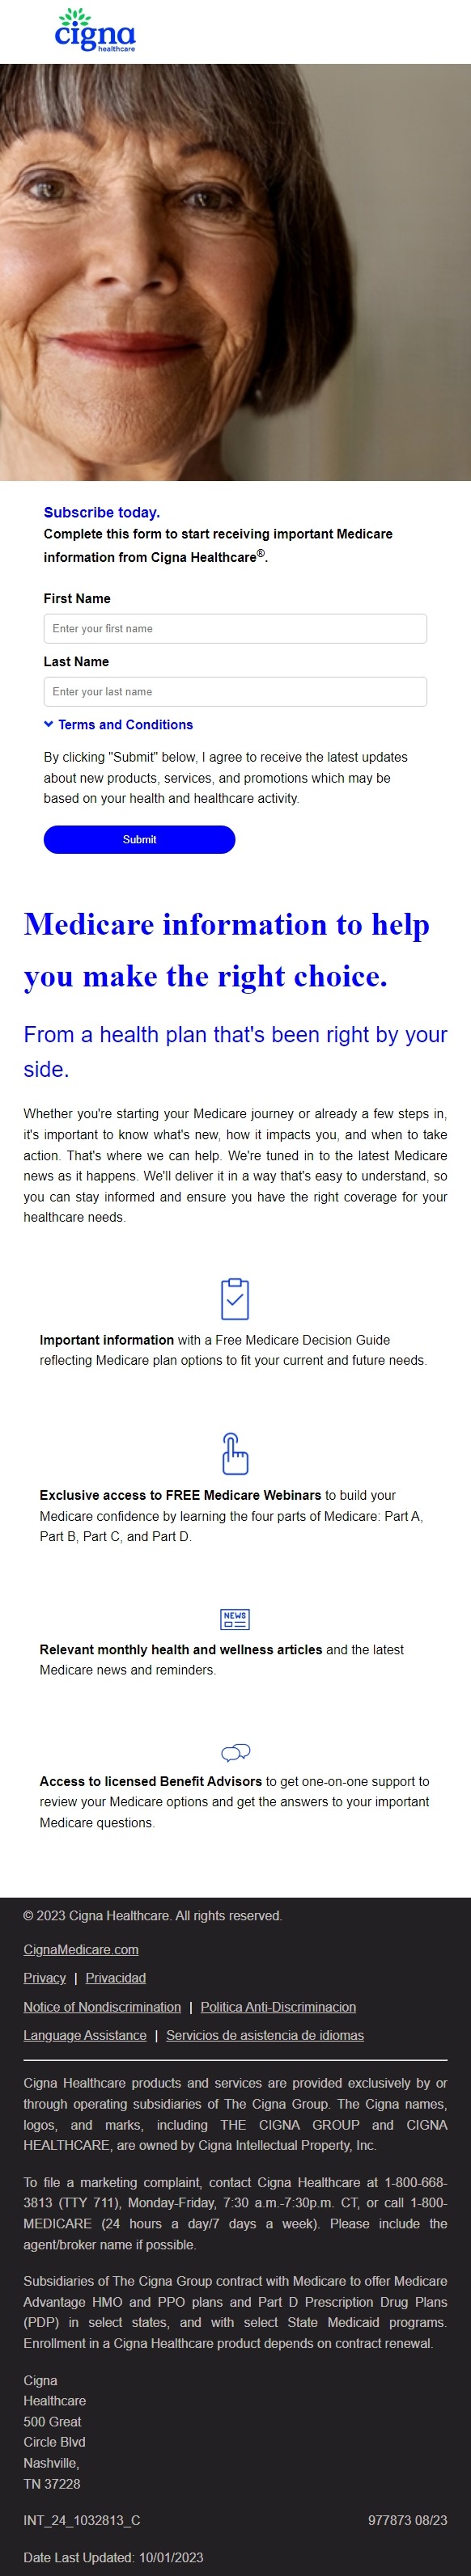 cigna
healthcare
Subscribe today.
Complete this form to start receiving important Medicare
information from Cigna Healthcare®.
First Name
Enter your first name
Last Name
Enter your last name
Terms and Conditions
By clicking "Submit" below, I agree to receive the latest updates
about new products, services, and promotions which may be
based on your health and healthcare activity.
Submit
Medicare information to help
you make the right choice.
From a health plan that's been right by your
side.
Whether you're starting your Medicare journey or already a few steps in,
it's important to know what's new, how it impacts you, and when to take
action. That's where we can help. We're tuned in to the latest Medicare
news as it happens. We'll deliver it in a way that's easy to understand, so
you can stay informed and ensure you have the right coverage for your
healthcare needs.
Important information with a Free Medicare Decision Guide
reflecting Medicare plan options to fit your current and future needs.
Exclusive access to FREE Medicare Webinars to build your
Medicare confidence by learning the four parts of Medicare: Part A,
Part B, Part C, and Part D.
NEWS
Relevant monthly health and wellness articles and the latest
Medicare news and reminders.
Access to licensed Benefit Advisors to get one-on-one support to
review your Medicare options and get the answers to your important
Medicare questions.
© 2023 Cigna Healthcare. All rights reserved.
CignaMedicare.com
Privacy | Privacidad
Notice of Nondiscrimination | Politica Anti-Discriminacion
Language Assistance | Servicios de asistencia de idiomas
Cigna Healthcare products and services are provided exclusively by or
through operating subsidiaries of The Cigna Group. The Cigna names,
logos, and marks, including THE CIGNA GROUP and CIGNA
HEALTHCARE, are owned by Cigna Intellectual Property, Inc.
To file a marketing complaint, contact Cigna Healthcare at 1-800-668-
3813 (TTY 711), Monday-Friday, 7:30 a.m.-7:30p.m. CT, or call 1-800-
MEDICARE (24 hours a day/7 days a week). Please include the
agent/broker name if possible.
Subsidiaries of The Cigna Group contract with Medicare to offer Medicare
Advantage HMO and PPO plans and Part D Prescription Drug Plans
(PDP) in select states, and with select State Medicaid programs.
Enrollment in a Cigna Healthcare product depends on contract renewal.
Cigna
Healthcare
500 Great
Circle Blvd
Nashville,
TN 37228
INT_24_1032813_C 977873 08/23
Date Last Updated: 10/01/2023